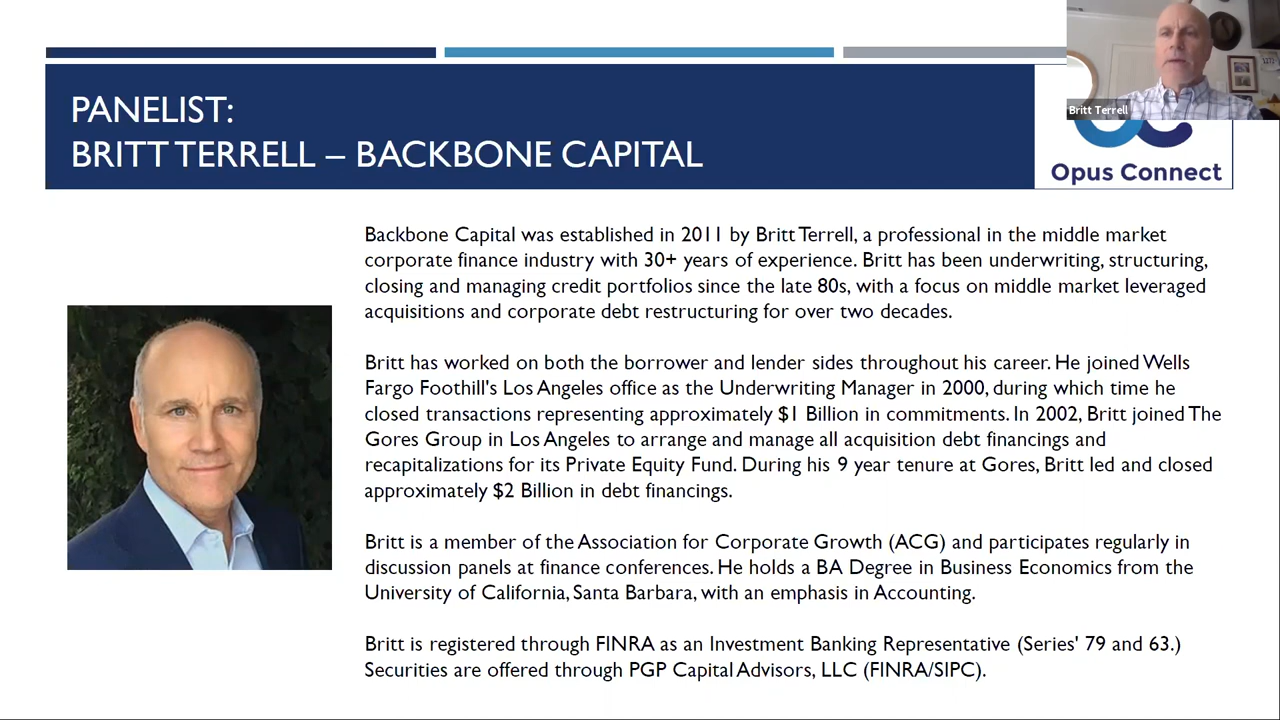 PANELIST:
BRITT TERRELL – BACKBONE CAPITAL
Britt Terrell
Opus Connect
Backbone Capital was established in 2011 by Britt Terrell, a professional in the middle market
corporate finance industry with 30+ years of experience. Britt has been underwriting, structuring,
closing and managing credit portfolios since the late 80s, with a focus on middle market leveraged
acquisitions and corporate debt restructuring for over two decades.
Britt has worked on both the borrower and lender sides throughout his career. He joined Wells
Fargo Foothill's Los Angeles office as the Underwriting Manager in 2000, during which time he
closed transactions representing approximately $1 Billion in commitments. In 2002, Britt joined The
Gores Group in Los Angeles to arrange and manage all acquisition debt financings and
recapitalizations for its Private Equity Fund. During his 9 year tenure at Gores, Britt led and closed
approximately $2 Billion in debt financings.
Britt is a member of the Association for Corporate Growth (ACG) and participates regularly in
discussion panels at finance conferences. He holds a BA Degree in Business Economics from the
University of California, Santa Barbara, with an emphasis in Accounting.
Britt is registered through FINRA as an Investment Banking Representative (Series' 79 and 63.)
Securities are offered through PGP Capital Advisors, LLC (FINRA/SIPC).